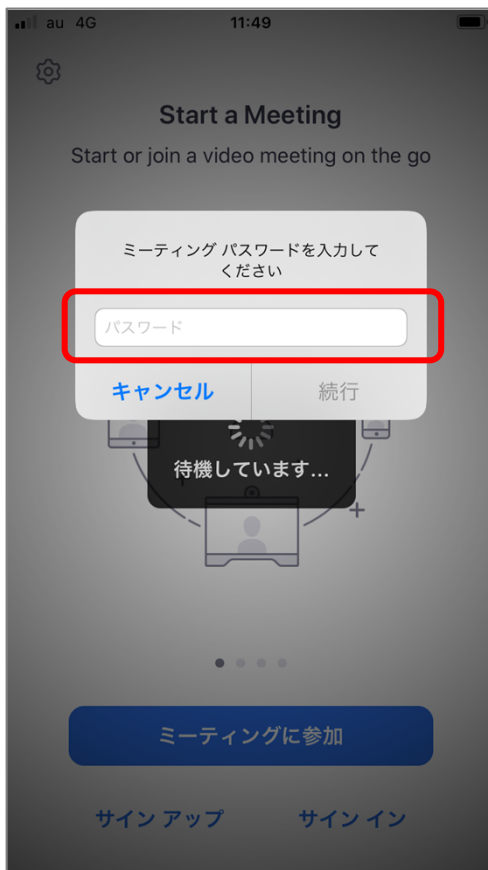 au 4G 11:49
Start a Meeting
Start or join a video meeting on the go
ミーティング パスワードを入力して
ください
パスワード
キャンセル 続行
待機しています...
ミーティングに参加
サイン アップ サイン イン